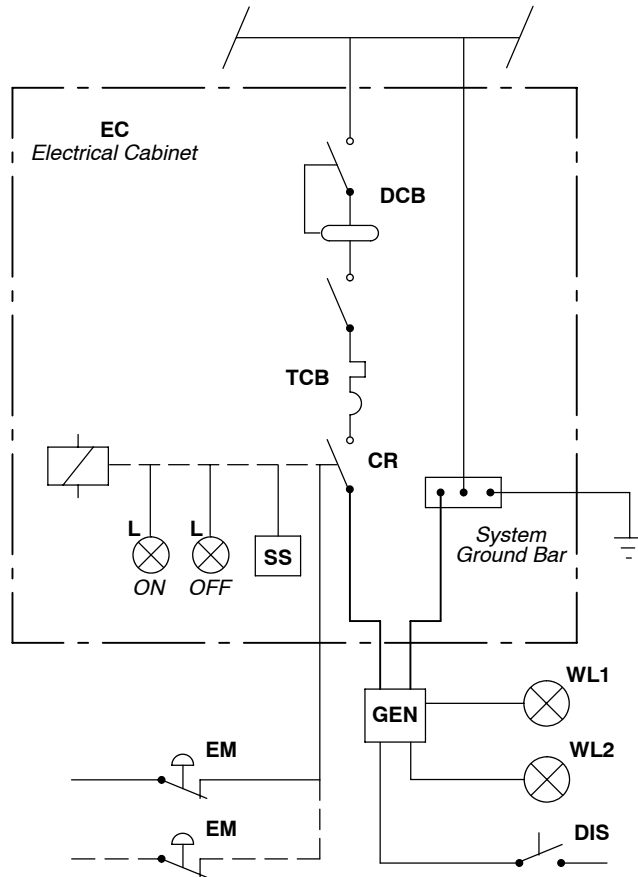 EC
Electrical Cabinet
DCB
TCB
CR
L
L
SS
ON
OFF
System
Ground Bar
GEN
WL1
WL2
EM
EM
DIS